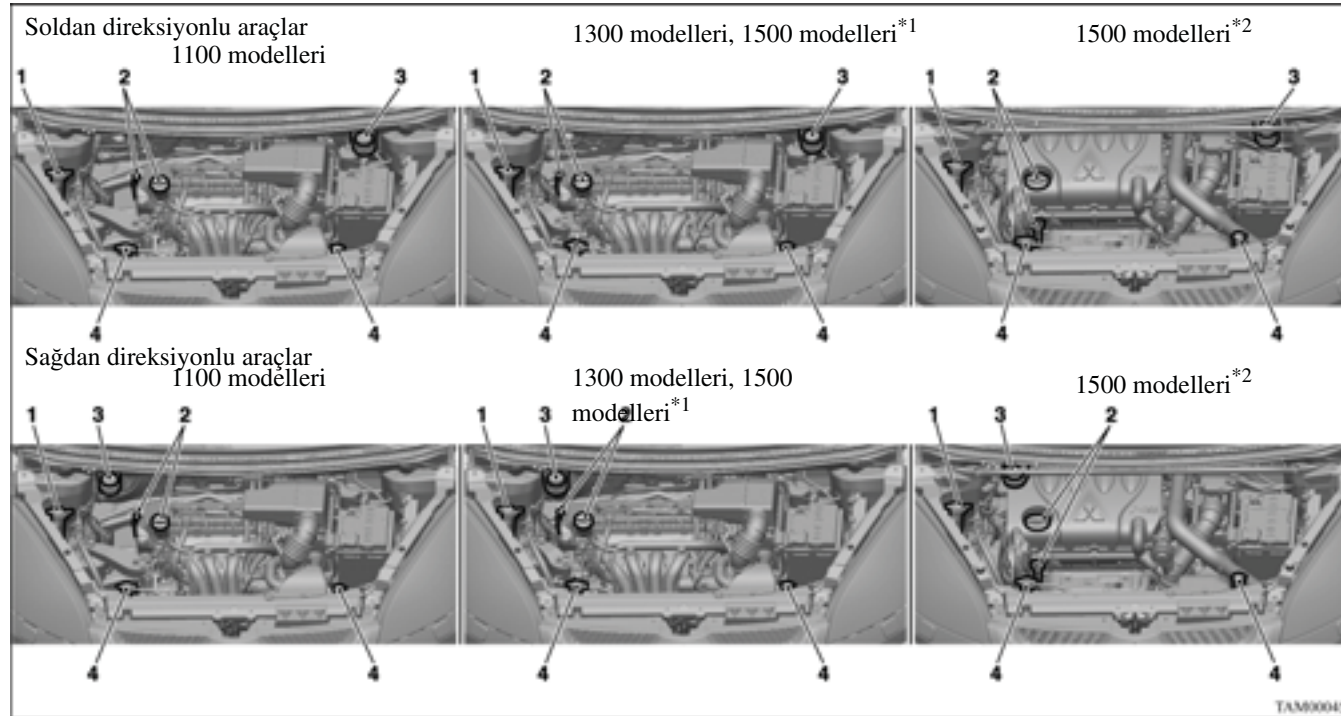 Soldan direksiyonlu araçlar
1100 modelleri
1300 modelleri, 1500 modelleri*1
1500 modelleri*2
1 2 3
1 2 3
1 2 3
4 4
4 4
4 4
Sağdan direksiyonlu araçlar
1100 modelleri
1300 modelleri, 1500
modelleri*1
1500 modelleri*2
1 3 2
1 3 2
1 3 2
4 4
4 4
4 4